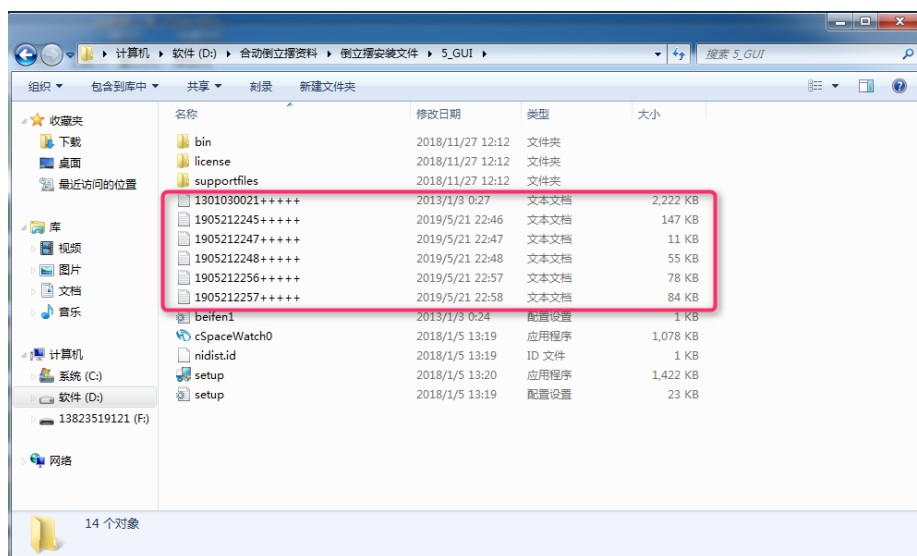 计算机 软件 (D:) 合动倒立摆资料 倒立摆安装文件 5_GUI 搜索 5_GUI
组织 包含到库中 共享 刻录 新建文件夹
收藏夹
下载
桌面
最近访问的位置
库
视频
图片
文档
音乐
计算机
系统 (C:)
软件 (D:)
13823519121 (F:)
网络
名称 修改日期 类型 大小
bin 2018/11/27 12:12 文件夹
license 2018/11/27 12:12 文件夹
supportfiles 2018/11/27 12:12 文件夹
1301030021+++++ 2013/1/3 0:27 文本文档 2,222 KB
1905212245+++++ 2019/5/21 22:46 文本文档 147 KB
1905212247+++++ 2019/5/21 22:47 文本文档 11 KB
1905212248+++++ 2019/5/21 22:48 文本文档 55 KB
1905212256+++++ 2019/5/21 22:57 文本文档 78 KB
1905212257+++++ 2019/5/21 22:58 文本文档 84 KB
beifen1 2013/1/3 0:24 配置设置 1 KB
cSpaceWatch0 2018/1/5 13:19 应用程序 1,078 KB
nidist.id 2018/1/5 13:19 ID 文件 1 KB
setup 2018/1/5 13:20 应用程序 1,422 KB
setup 2018/1/5 13:19 配置设置 23 KB
14 个对象